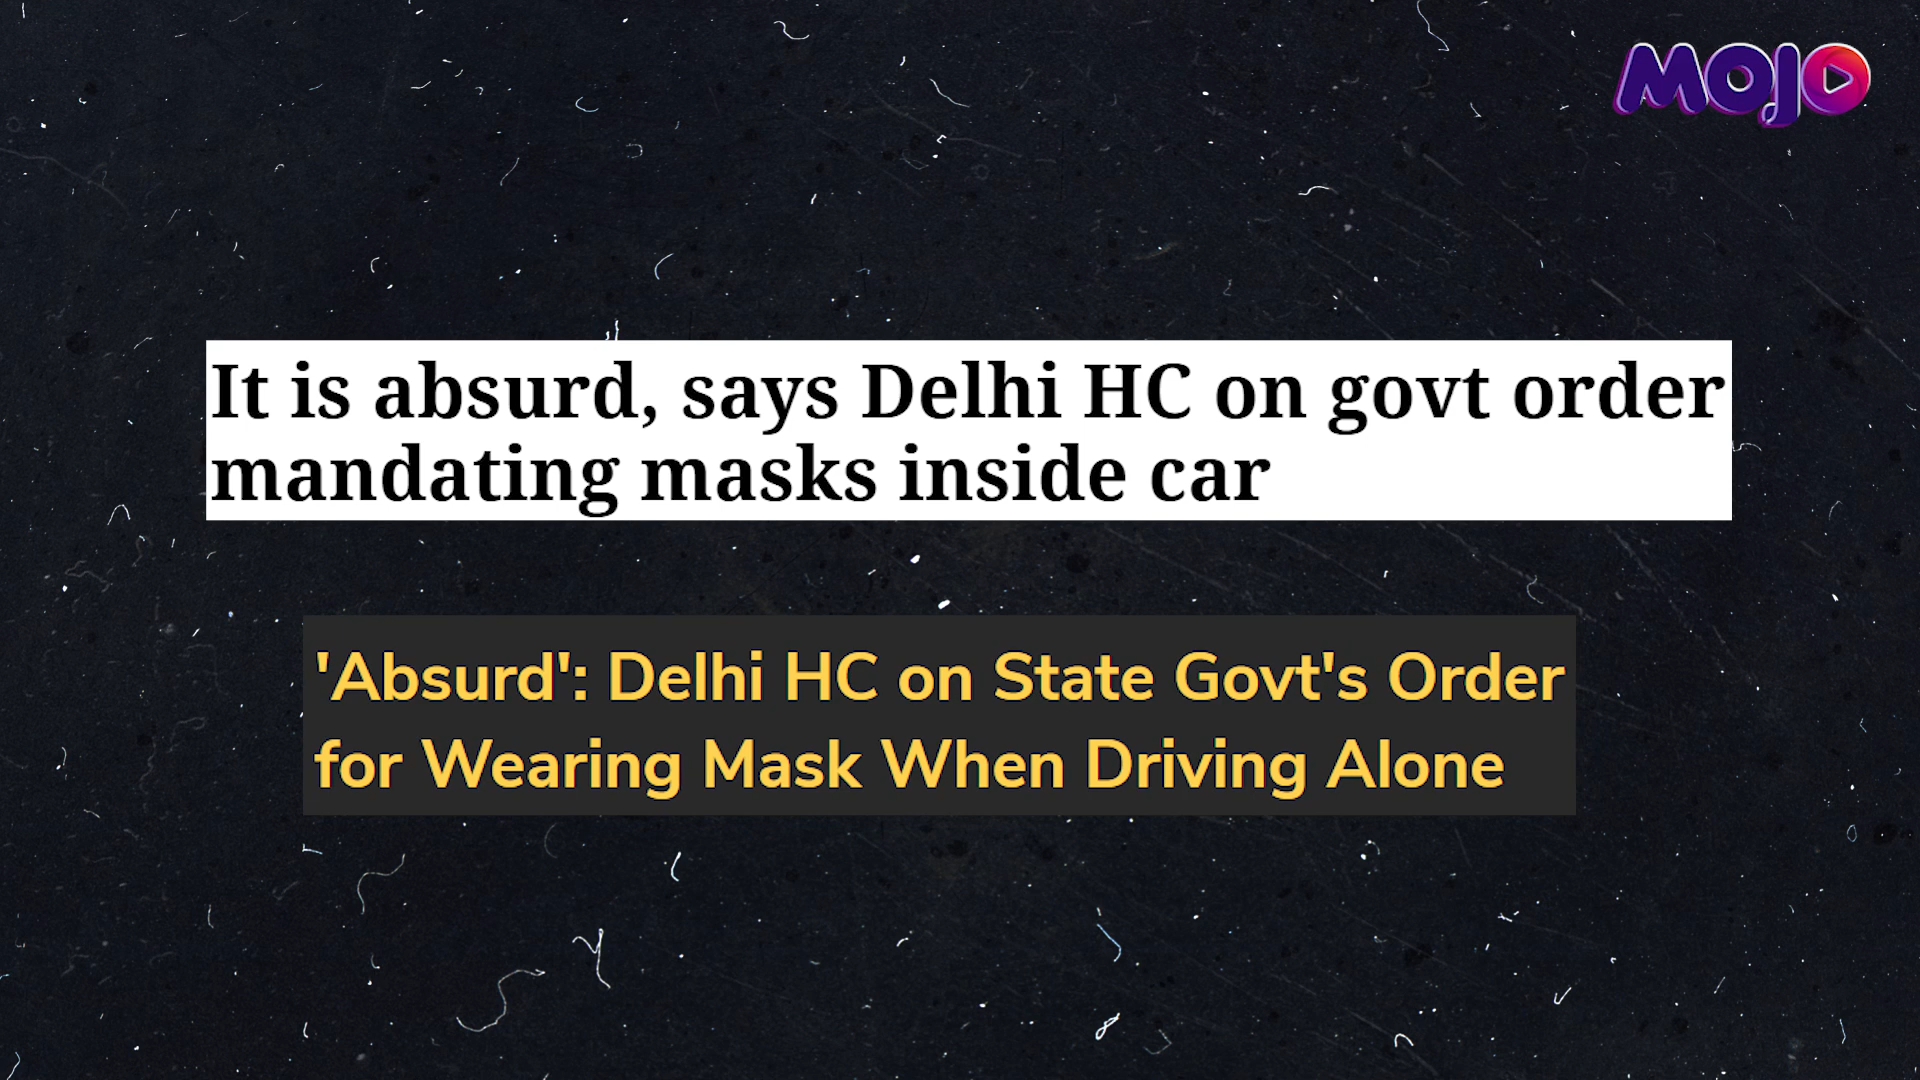 MOJO
It is absurd, says Delhi HC on govt order
mandating masks inside car
'Absurd': Delhi HC on State Govt's Order
for Wearing Mask When Driving Alone